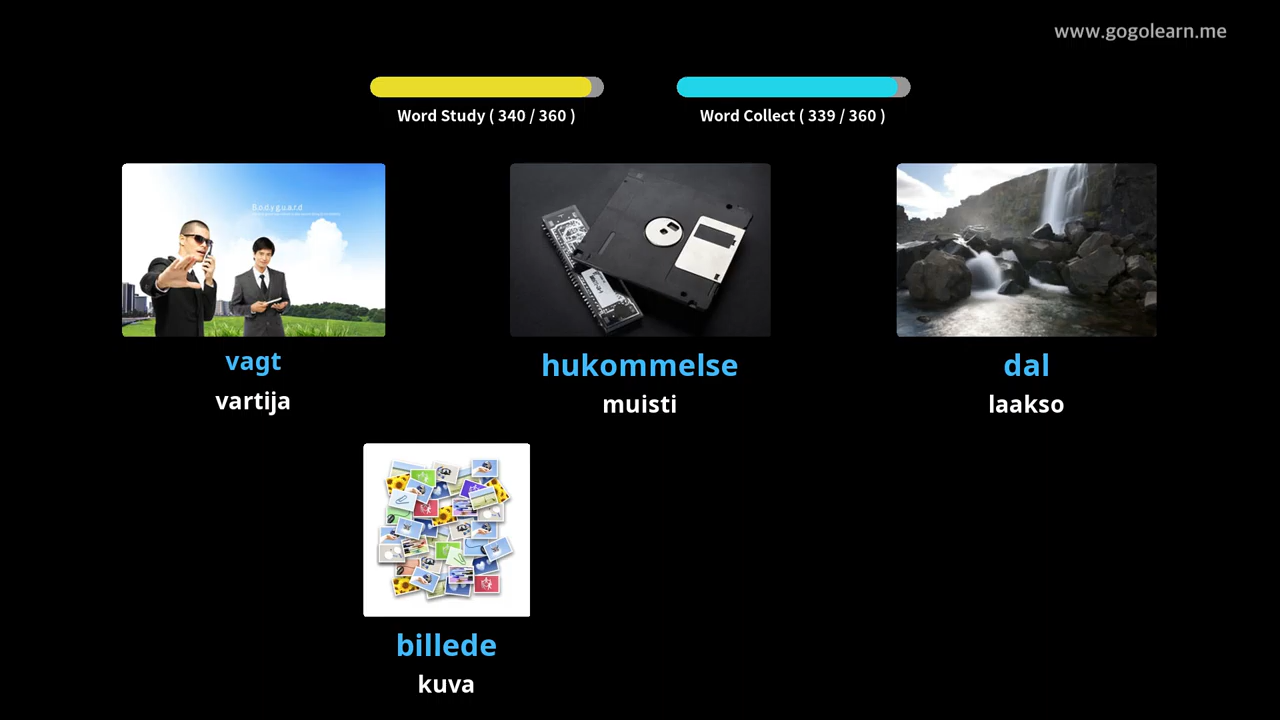 www.gogolearn.me
Word Study ( 340 / 360 )
Word Collect ( 339 / 360 )
Bodyguard
vagt
hukommelse
dal
vartija
muisti
laakso
billede
kuva